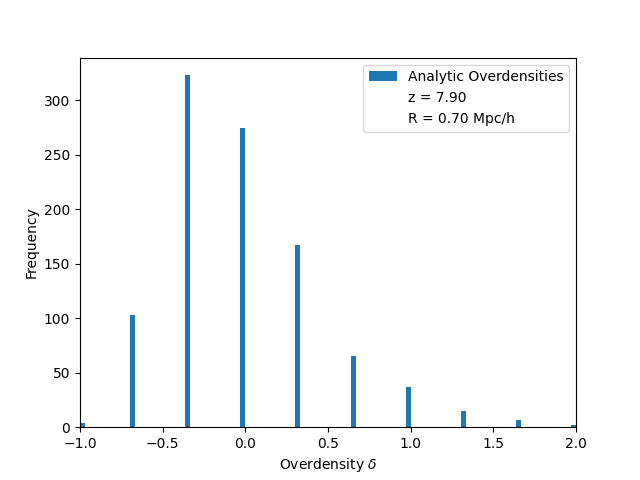 Analytic Overdensities
z = 7.90
R = 0.70 Mpc/h
300
250
200
150
100
50
0
Frequency
−1.0 −0.5 0.0 0.5 1.0 1.5 2.0
Overdensity δ